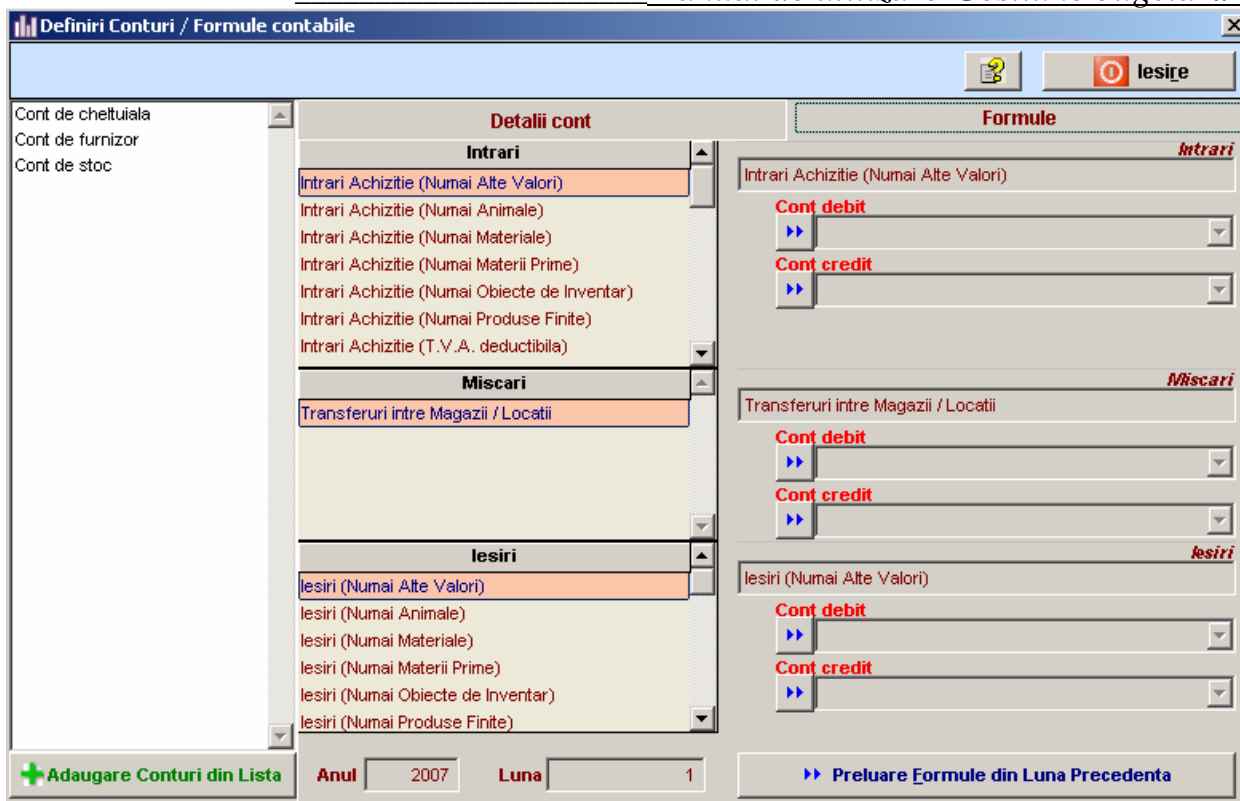 Definiri Conturi / Formule contabile
Iesire
Cont de cheltuiala
Cont de furnizor
Cont de stoc
Detalii cont
Formule
Intrari
Intrari Achizitie (Numai Alte Valori)
Intrari Achizitie (Numai Animale)
Intrari Achizitie (Numai Materiale)
Intrari Achizitie (Numai Materii Prime)
Intrari Achizitie (Numai Obiecte de Inventar)
Intrari Achizitie (Numai Produse Finite)
Intrari Achizitie (T.V.A. deductibila)
Intrari
Intrari Achizitie (Numai Alte Valori)
Cont debit
Cont credit
Miscari
Transferuri intre Magazii / Locatii
Miscari
Transferuri intre Magazii / Locatii
Cont debit
Cont credit
Iesiri
Iesiri (Numai Alte Valori)
Iesiri (Numai Animale)
Iesiri (Numai Materiale)
Iesiri (Numai Materii Prime)
Iesiri (Numai Obiecte de Inventar)
Iesiri (Numai Produse Finite)
Iesiri
Iesiri (Numai Alte Valori)
Cont debit
Cont credit
Adaugare Conturi din Lista
Anul 2007 Luna 1
Preluare Formule din Luna Precedenta